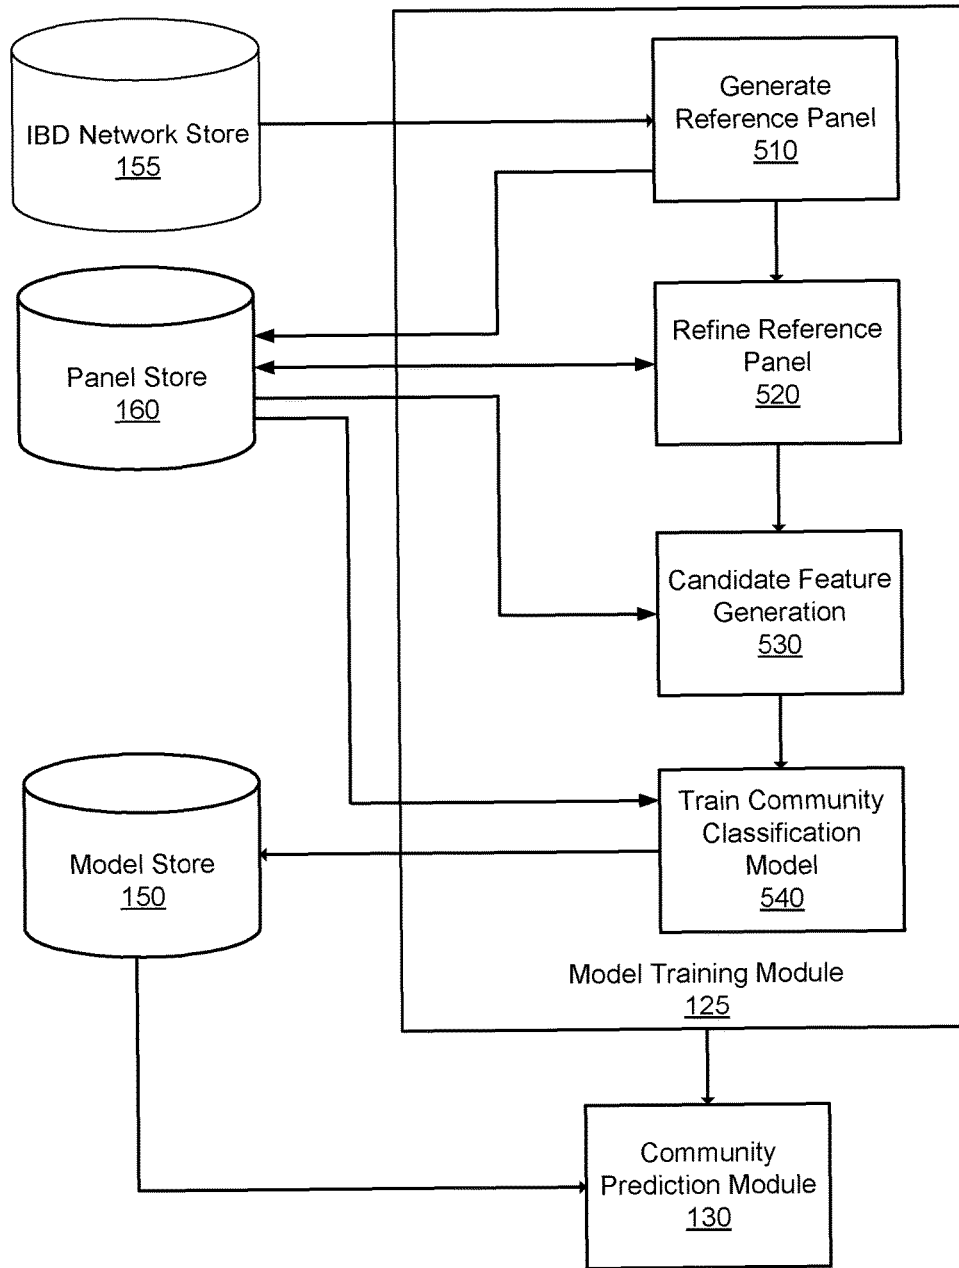 IBD Network Store
155
Generate
Reference Panel
510
Panel Store
160
Refine Reference
Panel
520
Candidate Feature
Generation
530
Model Store
150
Train Community
Classification
Model
540
Model Training Module
125
Community
Prediction Module
130